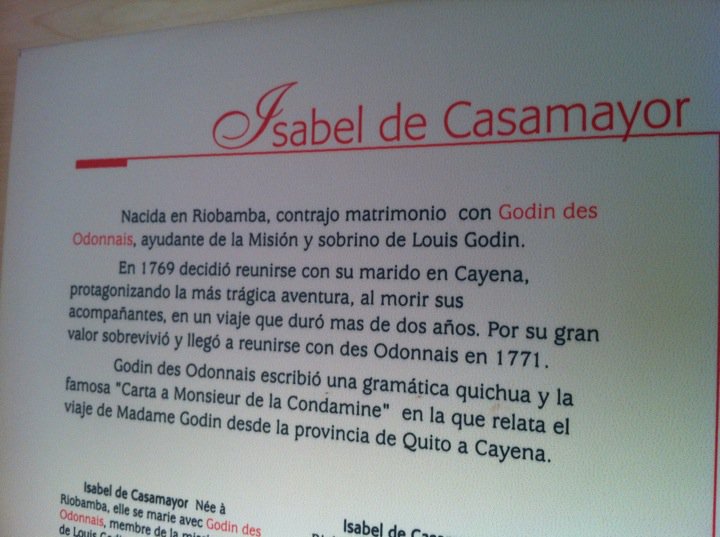 Isabel de Casamayor
Nacida en Riobamba, contrajo matrimonio con Godin des
Odonnais, ayudante de la Misión y sobrino de Louis Godin.
En 1769 decidió reunirse con su marido en Cayena,
protagonizando la más trágica aventura, al morir sus
acompañantes, en un viaje que duró mas de dos años. Por su gran
valor sobrevivió y llegó a reunirse con des Odonnais en 1771.
Godin des Odonnais escribió una gramática quichua y la
famosa "Carta a Monsieur de la Condamine" en la que relata el
viaje de Madame Godin desde la provincia de Quito a Cayena.
Isabel de Casamayor Née à
Riobamba, elle se marie avec Godin des
Odonnais, membre de la
de Louis
Isabel de